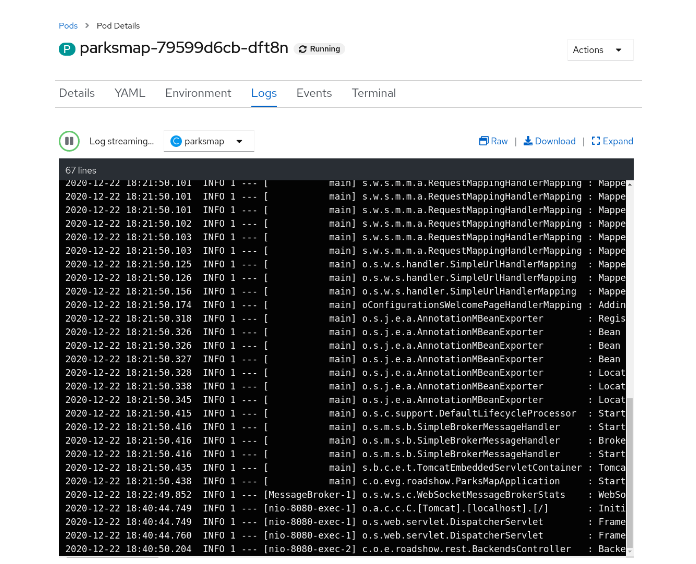 Pods > Pod Details
P parksmap-79599d6cb-dft8n Running
Actions
Details YAML Environment Logs Events Terminal
Log streaming... C parksmap Raw | Download | Expand
67 lines
2020-12-22 18:21:50.101 INFO 1 --- [ main] s.w.s.m.m.a.RequestMappingHandlerMapping : Mappe
2020-12-22 18:21:50.101 INFO 1 --- [ main] s.w.s.m.m.a.RequestMappingHandlerMapping : Mappe
2020-12-22 18:21:50.101 INFO 1 --- [ main] s.w.s.m.m.a.RequestMappingHandlerMapping : Mappe
2020-12-22 18:21:50.102 INFO 1 --- [ main] s.w.s.m.m.a.RequestMappingHandlerMapping : Mappe
2020-12-22 18:21:50.103 INFO 1 --- [ main] s.w.s.m.m.a.RequestMappingHandlerMapping : Mappe
2020-12-22 18:21:50.103 INFO 1 --- [ main] s.w.s.m.m.a.RequestMappingHandlerMapping : Mappe
2020-12-22 18:21:50.125 INFO 1 --- [ main] o.s.w.s.handler.SimpleUrlHandlerMapping : Mappe
2020-12-22 18:21:50.126 INFO 1 --- [ main] o.s.w.s.handler.SimpleUrlHandlerMapping : Mappe
2020-12-22 18:21:50.156 INFO 1 --- [ main] o.s.w.s.handler.SimpleUrlHandlerMapping : Mappe
2020-12-22 18:21:50.174 INFO 1 --- [ main] oConfiguration$WelcomePageHandlerMapping : Addin
2020-12-22 18:21:50.318 INFO 1 --- [ main] o.s.j.e.a.AnnotationMBeanExporter : Regis
2020-12-22 18:21:50.326 INFO 1 --- [ main] o.s.j.e.a.AnnotationMBeanExporter : Bean
2020-12-22 18:21:50.326 INFO 1 --- [ main] o.s.j.e.a.AnnotationMBeanExporter : Bean
2020-12-22 18:21:50.327 INFO 1 --- [ main] o.s.j.e.a.AnnotationMBeanExporter : Bean
2020-12-22 18:21:50.328 INFO 1 --- [ main] o.s.j.e.a.AnnotationMBeanExporter : Locat
2020-12-22 18:21:50.338 INFO 1 --- [ main] o.s.j.e.a.AnnotationMBeanExporter : Locat
2020-12-22 18:21:50.345 INFO 1 --- [ main] o.s.j.e.a.AnnotationMBeanExporter : Locat
2020-12-22 18:21:50.415 INFO 1 --- [ main] o.s.c.support.DefaultLifecycleProcessor : Start
2020-12-22 18:21:50.416 INFO 1 --- [ main] o.s.m.s.b.SimpleBrokerMessageHandler : Start
2020-12-22 18:21:50.416 INFO 1 --- [ main] o.s.m.s.b.SimpleBrokerMessageHandler : Broke
2020-12-22 18:21:50.416 INFO 1 --- [ main] o.s.m.s.b.SimpleBrokerMessageHandler : Start
2020-12-22 18:21:50.435 INFO 1 --- [ main] s.b.c.e.t.TomcatEmbeddedServletContainer : Tomca
2020-12-22 18:21:50.438 INFO 1 --- [ main] c.o.evg.roadshow.ParksMapApplication : Start
2020-12-22 18:22:49.852 INFO 1 --- [MessageBroker-1] o.s.w.s.c.WebSocketMessageBrokerStats : WebSo
2020-12-22 18:40:44.749 INFO 1 --- [nio-8080-exec-1] o.a.c.c.C.[Tomcat].[localhost].[/] : Initi
2020-12-22 18:40:44.749 INFO 1 --- [nio-8080-exec-1] o.s.web.servlet.DispatcherServlet : Frame
2020-12-22 18:40:44.760 INFO 1 --- [nio-8080-exec-1] o.s.web.servlet.DispatcherServlet : Frame
2020-12-22 18:40:50.204 INFO 1 --- [nio-8080-exec-2] c.o.e.roadshow.rest.BackendsController : Backe